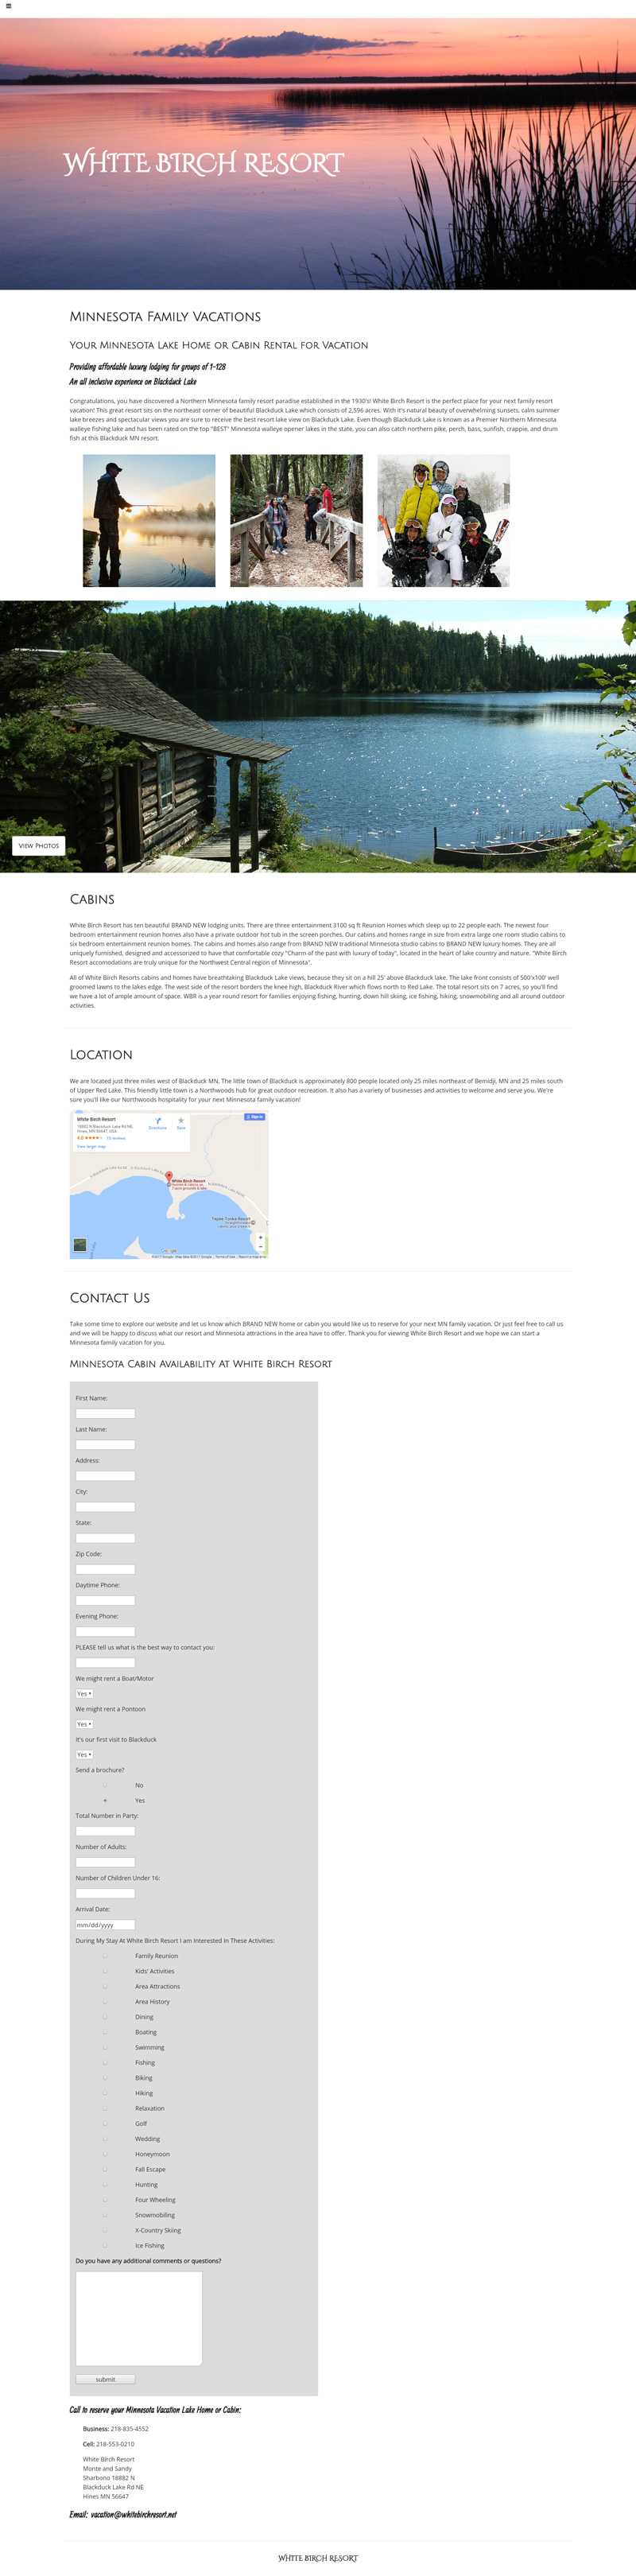 WHITE BIRCH RESORT
Minnesota Family Vacations
Your Minnesota Lake Home or Cabin Rental for Vacation
Providing affordable luxury lodging for groups of 1-128
An all inclusive experience on Blackduck Lake
Congratulations, you have discovered a Northern Minnesota family resort paradise established in the 1930's! White Birch Resort is the perfect place for your next family resort
vacation! This great resort sits on the northeast corner of beautiful Blackduck Lake which consists of 2,596 acres. With it's natural beauty of overwhelming sunsets, calm summer
lake breezes and spectacular views you are sure to receive the best resort lake view on Blackduck Lake. Even though Blackduck Lake is known as a Premier Northern Minnesota
walleye fishing lake and has been rated on the top "BEST" Minnesota walleye opener lakes in the state, you can also catch northern pike, perch, bass, sunfish, crappie, and drum
fish at this Blackduck MN resort.
View Photos
Cabins
White Birch Resort has ten beautiful BRAND NEW lodging units. There are three entertainment 3100 sq ft Reunion Homes which sleep up to 22 people each. The newest four
bedroom entertainment reunion homes also have a private outdoor hot tub in the screen porches. Our cabins and homes range in size from extra large one room studio cabins to
six bedroom entertainment reunion homes. The cabins and homes also range from BRAND NEW traditional Minnesota studio cabins to BRAND NEW luxury homes. They are all
uniquely furnished, designed and accessorized to have that comfortable cozy "Charm of the past with luxury of today", located in the heart of lake country and nature. "White Birch
Resort accommodations are truly unique for the Northwest Central region of Minnesota".
All of White Birch Resorts cabins and homes have breathtaking Blackduck Lake views, because they sit on a hill 25' above Blackduck lake. The lake front consists of 500'x100' well
groomed lawns to the lakes edge. The west side of the resort borders the knee high, Blackduck River which flows north to Red Lake. The total resort sits on 7 acres, so you'll find
we have a lot of ample amount of space. WBR is a year round resort for families enjoying fishing, hunting, down hill skiing, ice fishing, hiking, snowmobiling and all around outdoor
activities.
Location
We are located just three miles west of Blackduck MN. The little town of Blackduck is approximately 800 people located only 25 miles northeast of Bemidji, MN and 25 miles south
of Upper Red Lake. This friendly little town is a Northwoods hub for great outdoor recreation. It also has a variety of businesses and activities to welcome and serve you. We're
sure you'll like our Northwoods hospitality for your next Minnesota family vacation!
White Birch Resort
18882 N Blackduck Lake Rd NE,
Hines, MN 56647, USA
Directions
Save
Sign in
View larger map
White Birch Resort
Contact Us
Take some time to explore our website and let us know which BRAND NEW home or cabin you would like us to reserve for your next MN family vacation. Or just feel free to call us
and we will be happy to discuss what our resort and Minnesota attractions in the area have to offer. Thank you for viewing White Birch Resort and we hope we can start a
Minnesota family vacation for you.
Minnesota Cabin Availability At White Birch Resort
First Name:
Last Name:
Address:
City:
State:
Zip Code:
Daytime Phone:
Evening Phone:
PLEASE tell us what is the best way to contact you:
We might rent a Boat/Motor
Yes
We might rent a Pontoon
Yes
It's our first visit to Blackduck
Yes
Send a brochure?
No
Yes
Total Number in Party:
Number of Adults:
Number of Children Under 16:
Arrival Date:
mm/dd/yyyy
During My Stay At White Birch Resort I am Interested In These Activities:
Family Reunion
Kids' Activities
Area Attractions
Area History
Dining
Boating
Swimming
Fishing
Biking
Hiking
Relaxation
Golf
Wedding
Honeymoon
Fall Escape
Hunting
Four Wheeling
Snowmobiling
X-Country Skiing
Ice Fishing
Do you have any additional comments or questions?
submit
Call to reserve your Minnesota Vacation Lake Home or Cabin:
Business: 218-835-4552
Cell: 218-553-0210
White Birch Resort
Monte and Sandy
Sharbono 18882 N
Blackduck Lake Rd NE
Hines MN 56647
Email: vacation@whitebirchresort.net
WHITE BIRCH RESORT